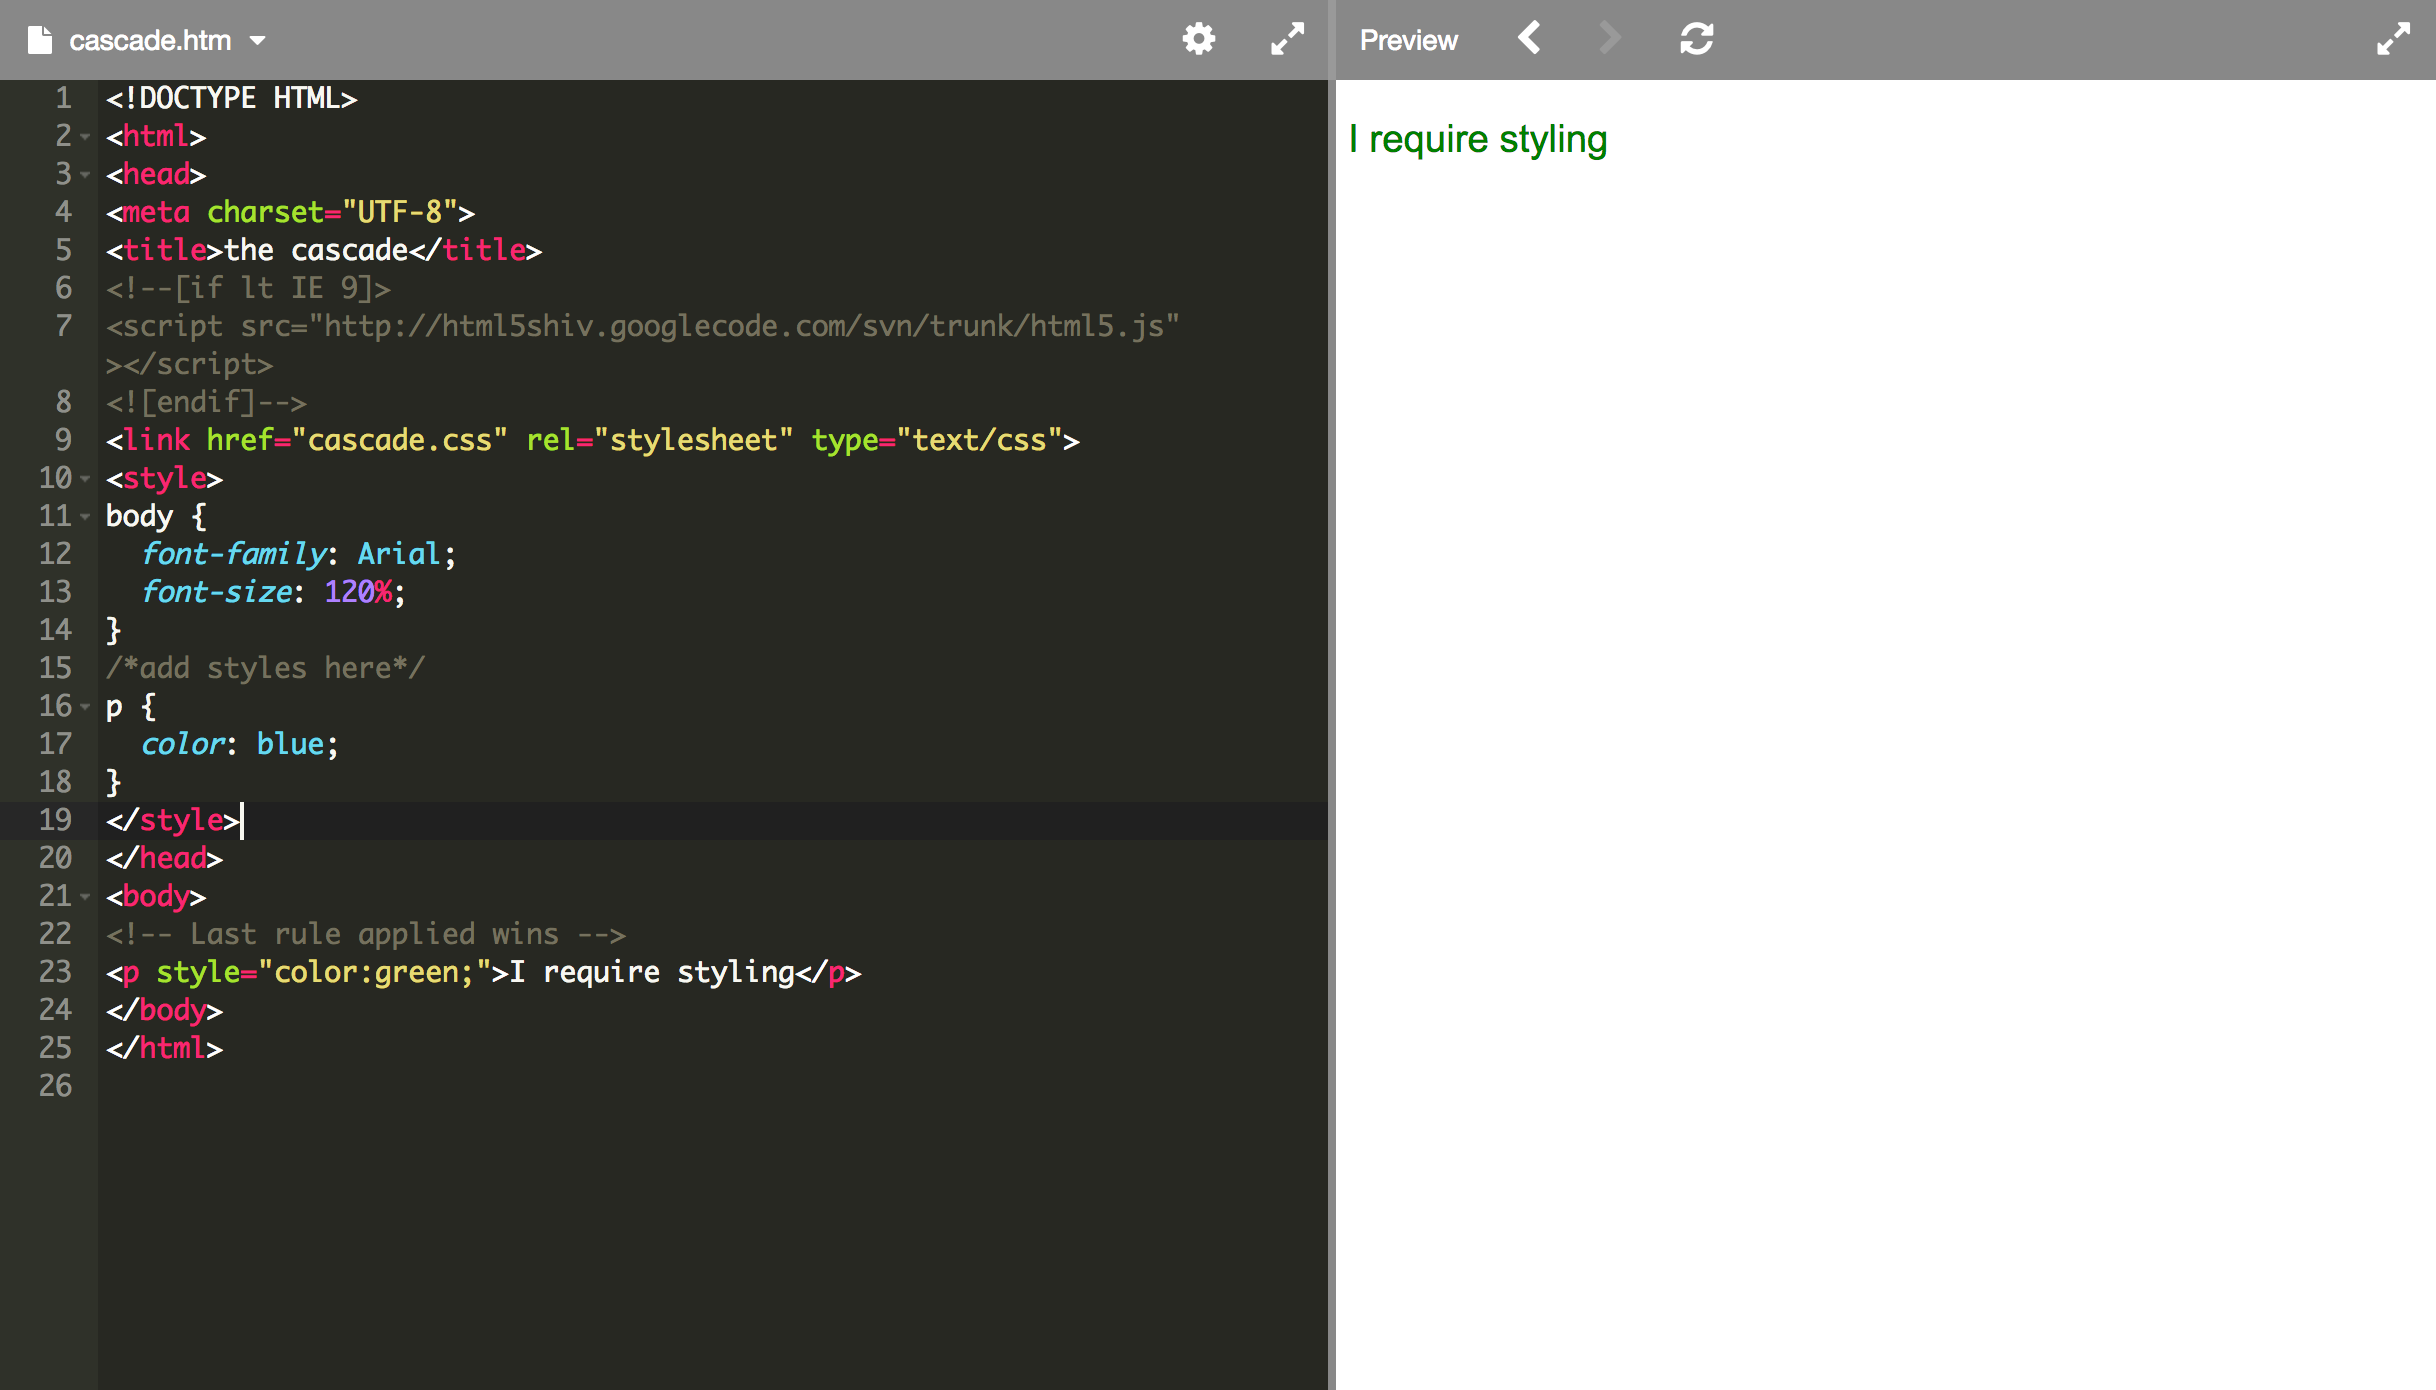 cascade.htm
Preview
1 <!DOCTYPE HTML>
2 <html>
3 <head>
4 <meta charset="UTF-8">
5 <title>the cascade</title>
6 <!--[if lt IE 9]>
7 <script src="http://html5shiv.googlecode.com/svn/trunk/html5.js"
></script>
8 <![endif]-->
9 <link href="cascade.css" rel="stylesheet" type="text/css">
10 <style>
11 body {
12   font-family: Arial;
13   font-size: 120%;
14 }
15 /*add styles here*/
16 p {
17   color: blue;
18 }
19 </style>
20 </head>
21 <body>
22 <!-- Last rule applied wins -->
23 <p style="color:green;">I require styling</p>
24 </body>
25 </html>
26
I require styling